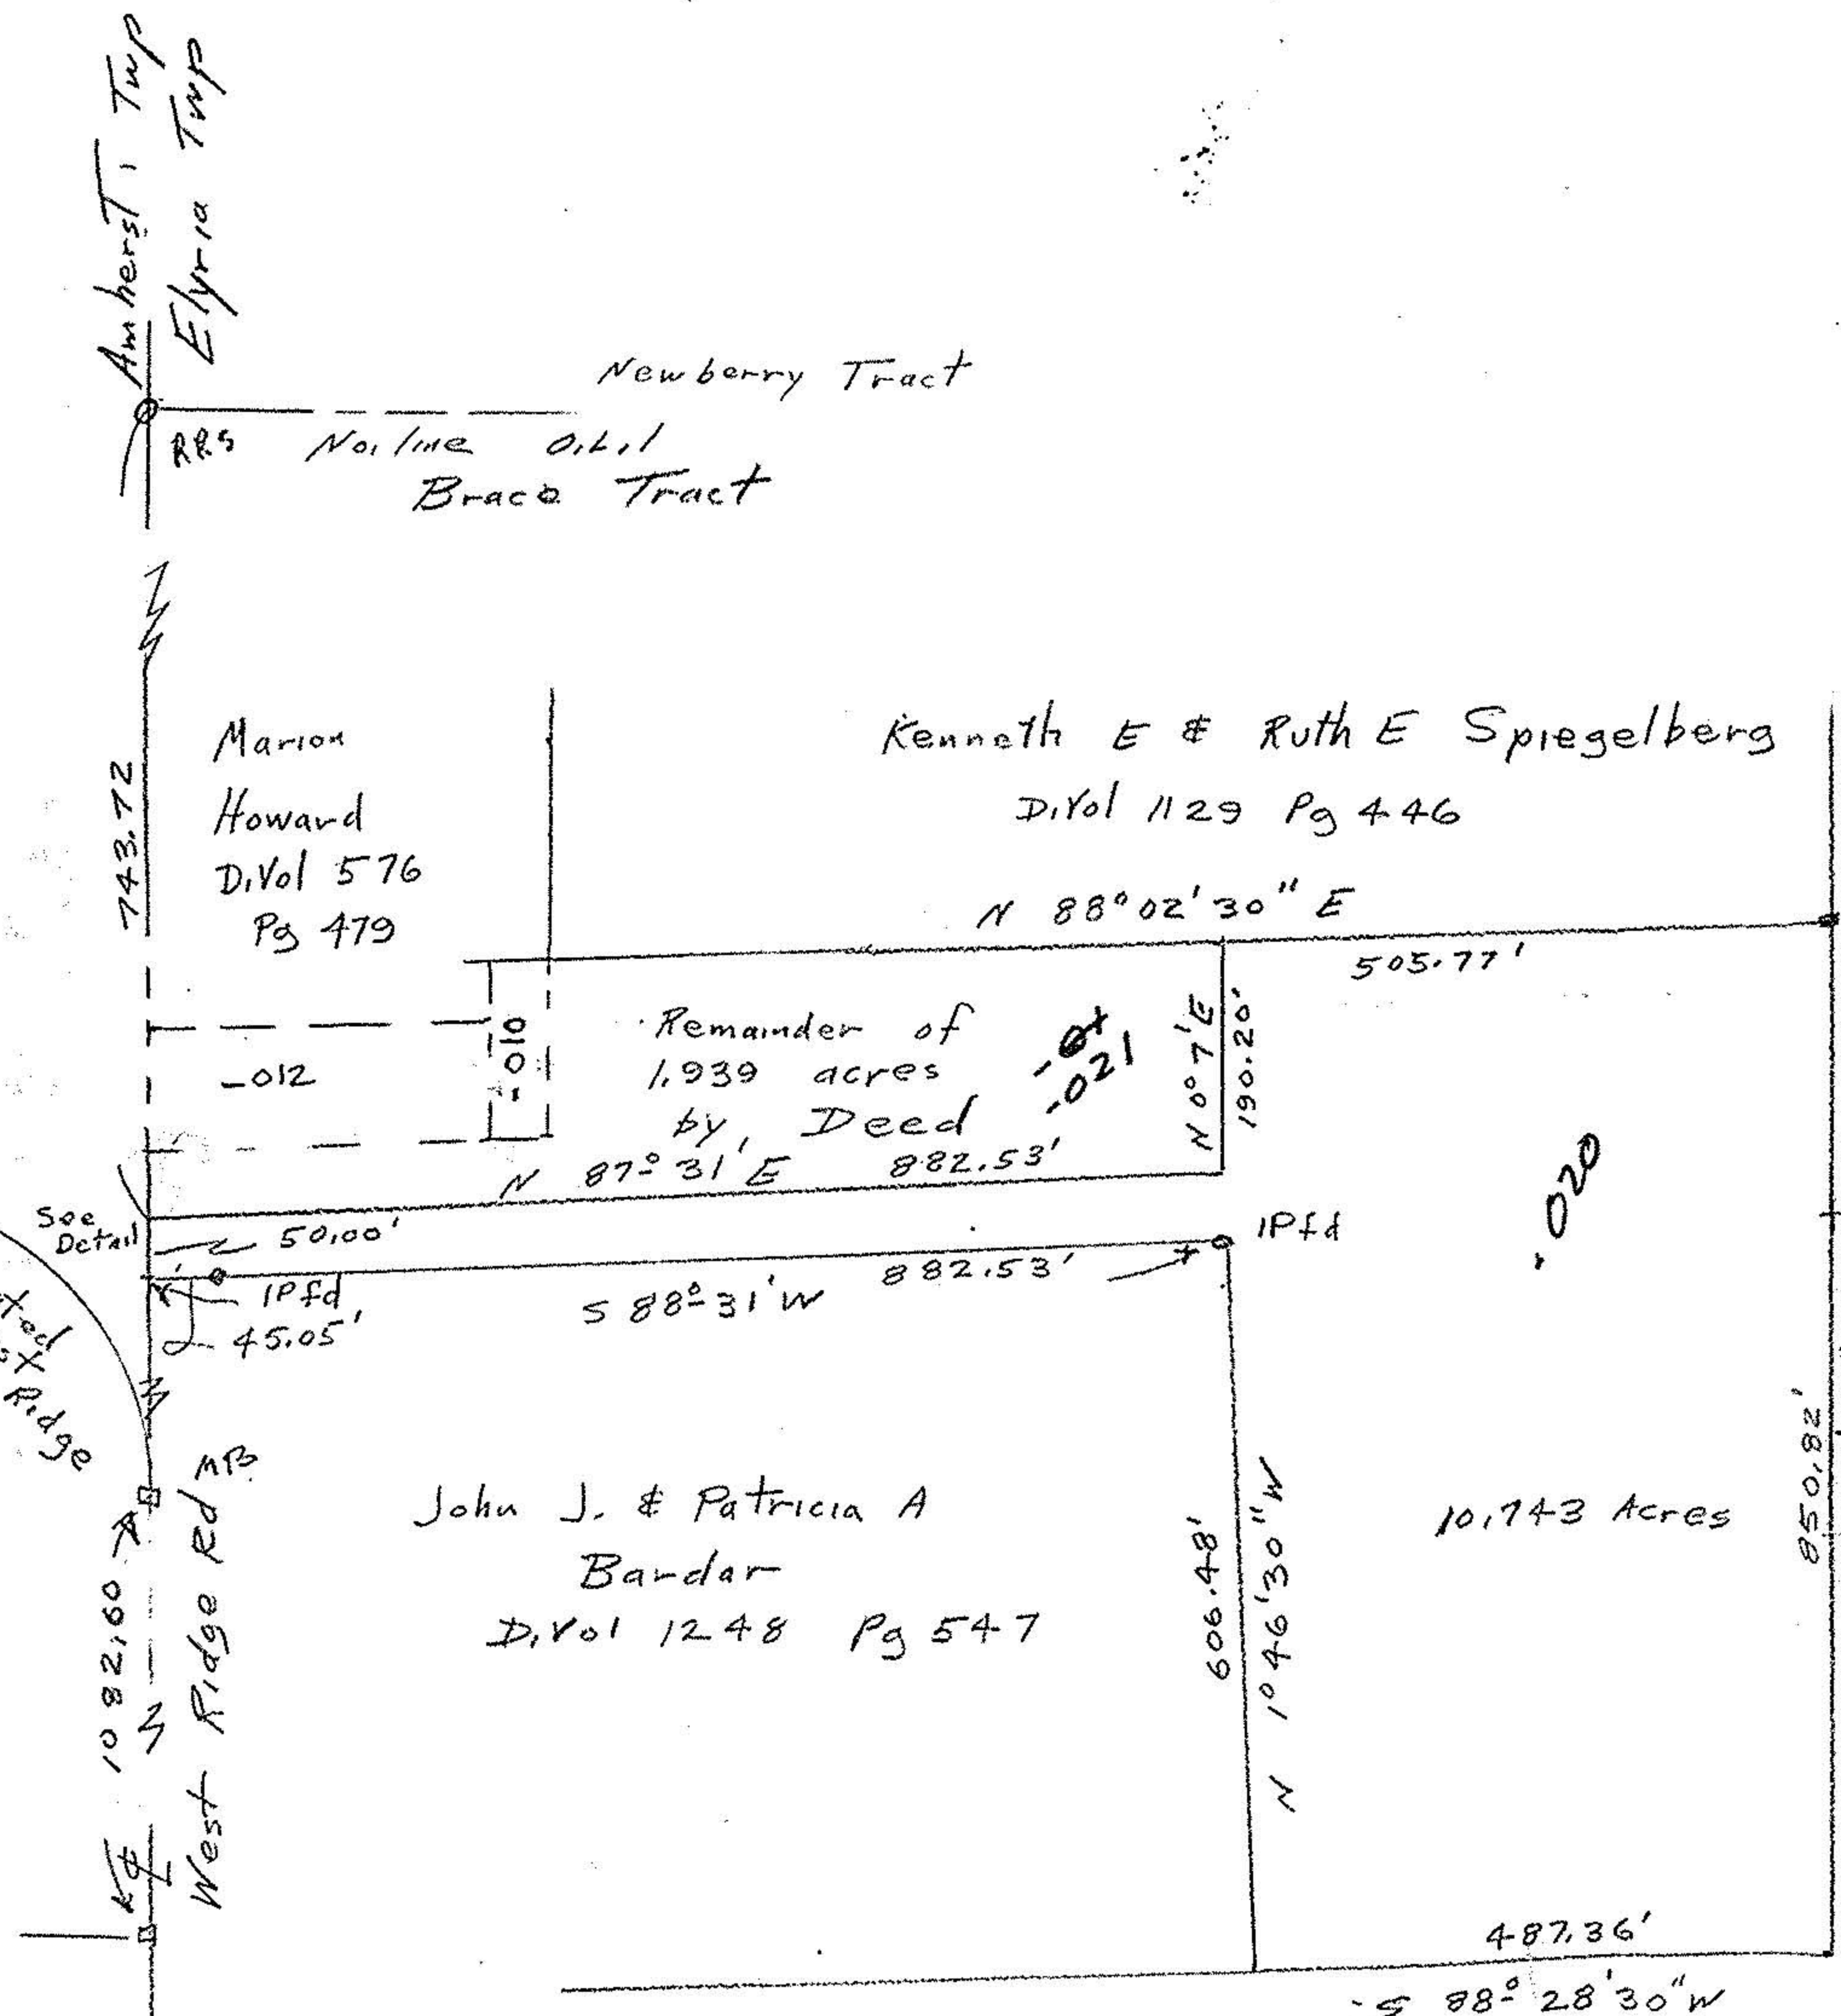 Amherst Twp
Elyria Twp
Newberry Tract
RRS No. line O.L.1
Brace Tract
743.72
Marion
Howard
D.Vol 576
Pg 479
Kenneth E & Ruth E Spiegelberg
D.Vol 1129 Pg 446
N 88° 02' 30" E
505.77'
-012
-010
Remainder of
1.939 acres
by Deed
-021
N 0° 7' E
190.20'
-020
N 87° 31' E 882.53'
See
Detail
50.00'
IPfd
IPfd
882.53'
S 88° 31' W
45.05'
"X"
Ridge
MB
John J. & Patricia A
Bardar
D.Vol 1248 Pg 547
606.48'
N 1° 46' 30" W
10.743 Acres
850.82'
1082.60
West Ridge Rd
487.36'
S 88° 28' 30" W